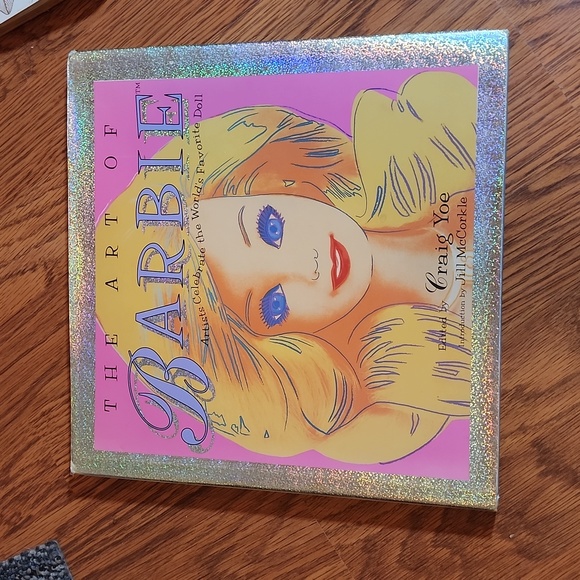 THE ART OF
BARBIE™
Artists Celebrate the World's Favorite Doll
Edited by Craig Yoe
Introduction by Jill McCorkle